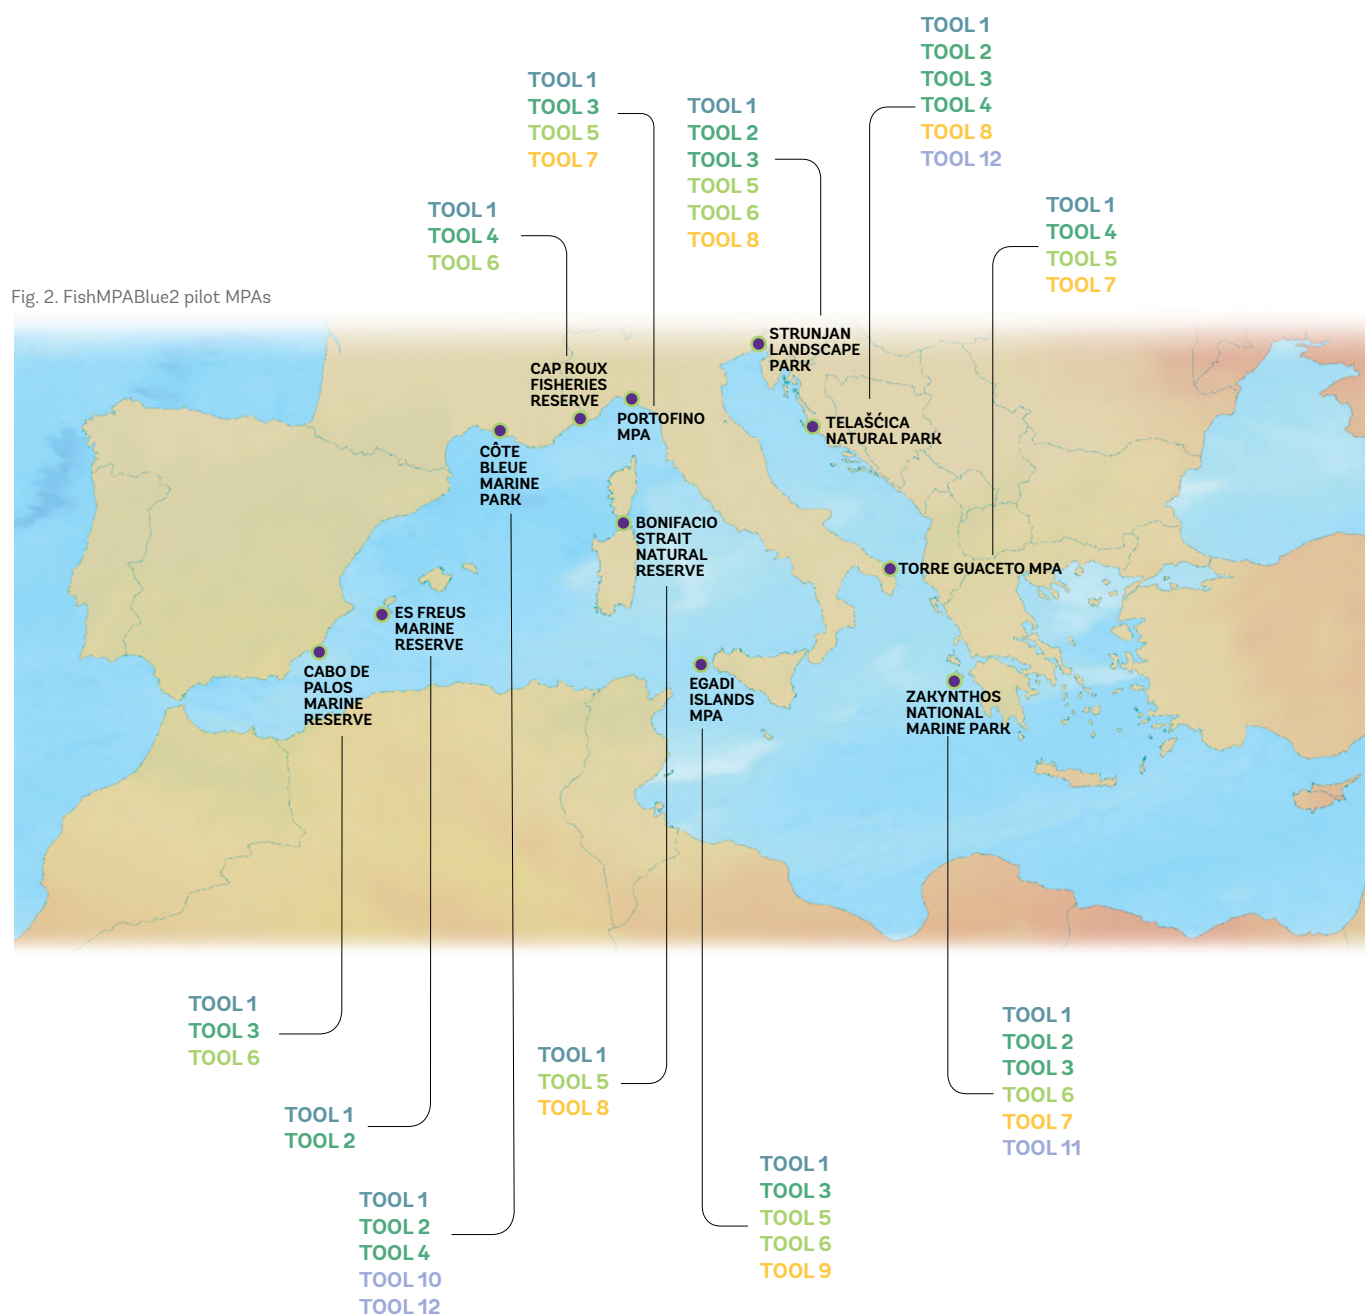 TOOL 1
TOOL 2
TOOL 3
TOOL 4
TOOL 8
TOOL 12
TOOL 1
TOOL 3
TOOL 5
TOOL 7
TOOL 1
TOOL 2
TOOL 3
TOOL 5
TOOL 6
TOOL 8
TOOL 1
TOOL 4
TOOL 5
TOOL 7
TOOL 1
TOOL 4
TOOL 6
Fig. 2. FishMPABlue2 pilot MPAs
STRUNJAN
LANDSCAPE
PARK
CAP ROUX
FISHERIES
RESERVE
PORTOFINO
MPA
TELAŠĆICA
NATURAL PARK
CÔTE
BLEUE
MARINE
PARK
BONIFACIO
STRAIT
NATURAL
RESERVE
TORRE GUACETO MPA
ES FREUS
MARINE
RESERVE
CABO DE
PALOS
MARINE
RESERVE
EGADI
ISLANDS
MPA
ZAKYNTHOS
NATIONAL
MARINE PARK
TOOL 1
TOOL 3
TOOL 6
TOOL 1
TOOL 2
TOOL 1
TOOL 2
TOOL 4
TOOL 10
TOOL 12
TOOL 1
TOOL 5
TOOL 8
TOOL 1
TOOL 3
TOOL 5
TOOL 6
TOOL 9
TOOL 1
TOOL 2
TOOL 3
TOOL 6
TOOL 7
TOOL 11